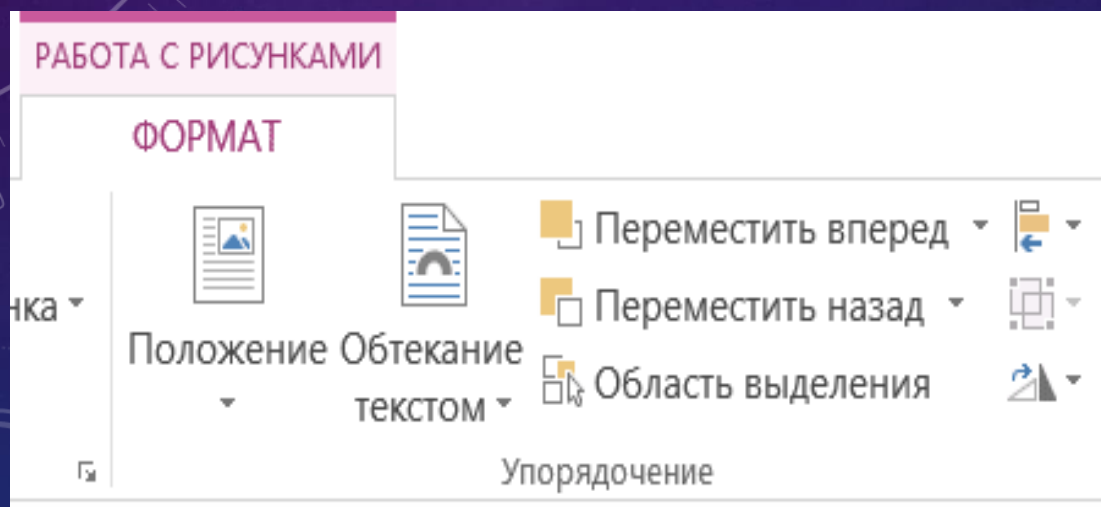 РАБОТА С РИСУНКАМИ
ФОРМАТ
нка
Положение
Обтекание
текстом
Переместить вперед
Переместить назад
Область выделения
Упорядочение